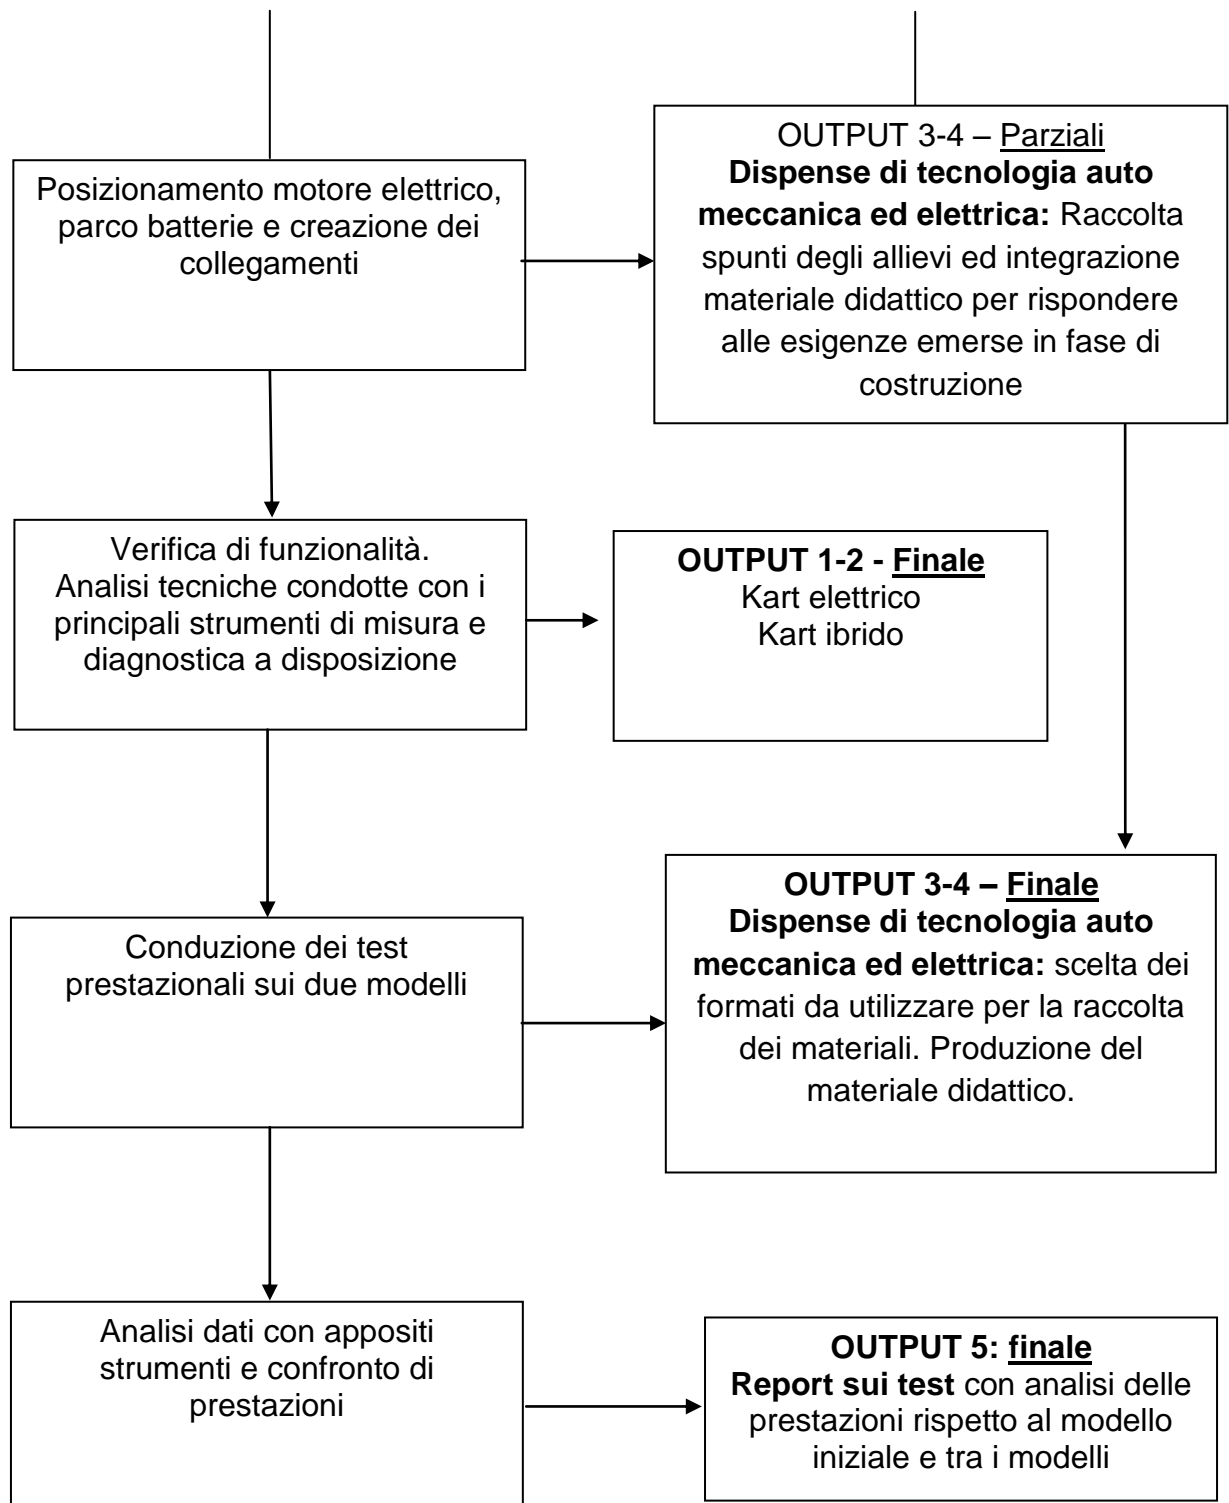 Posizionamento motore elettrico,
parco batterie e creazione dei
collegamenti
OUTPUT 3-4 – Parziali
Dispense di tecnologia auto
meccanica ed elettrica: Raccolta
spunti degli allievi ed integrazione
materiale didattico per rispondere
alle esigenze emerse in fase di
costruzione
Verifica di funzionalità.
Analisi tecniche condotte con i
principali strumenti di misura e
diagnostica a disposizione
OUTPUT 1-2 - Finale
Kart elettrico
Kart ibrido
Conduzione dei test
prestazionali sui due modelli
OUTPUT 3-4 – Finale
Dispense di tecnologia auto
meccanica ed elettrica: scelta dei
formati da utilizzare per la raccolta
dei materiali. Produzione del
materiale didattico.
Analisi dati con appositi
strumenti e confronto di
prestazioni
OUTPUT 5: finale
Report sui test con analisi delle
prestazioni rispetto al modello
iniziale e tra i modelli